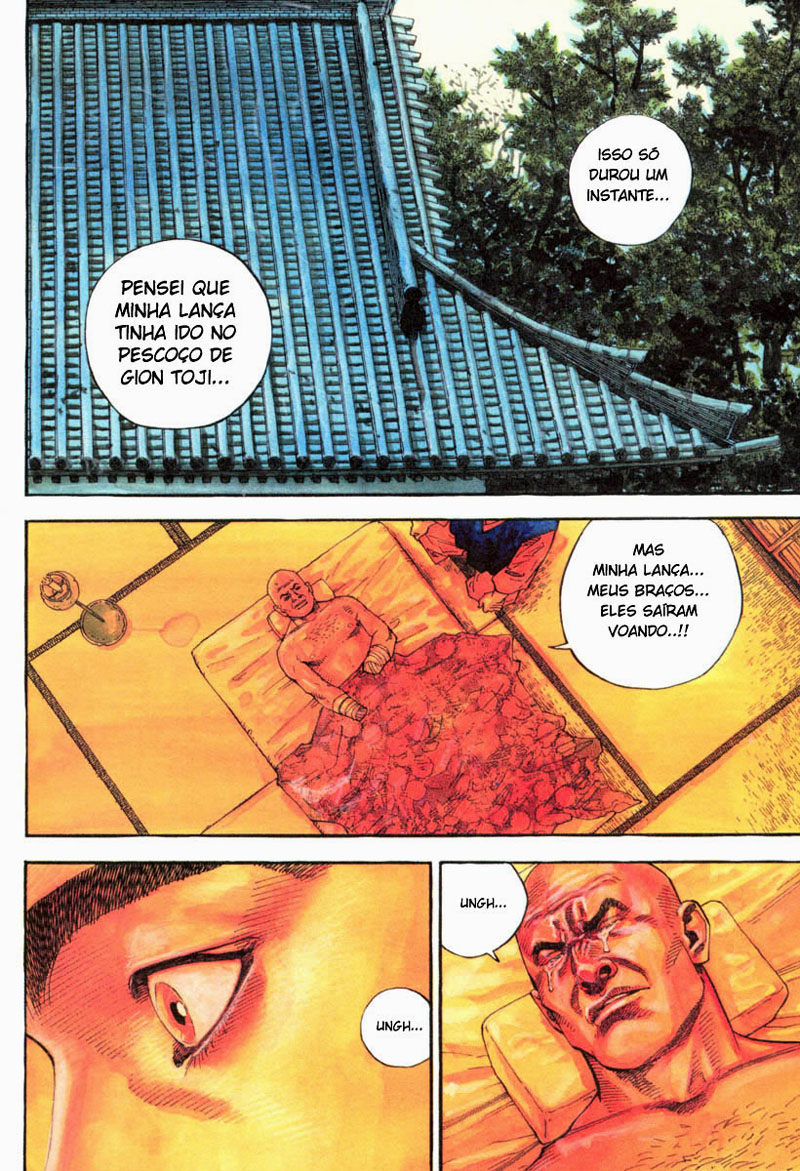 ISSO SÓ
DUROU UM
INSTANTE...
PENSEI QUE
MINHA LANÇA
TINHA IDO NO
PESCOÇO DE
GION TOJI...
MAS
MINHA LANÇA...
MEUS BRAÇOS...
ELES SAÍRAM
VOANDO..!!
UNGH...
UNGH...